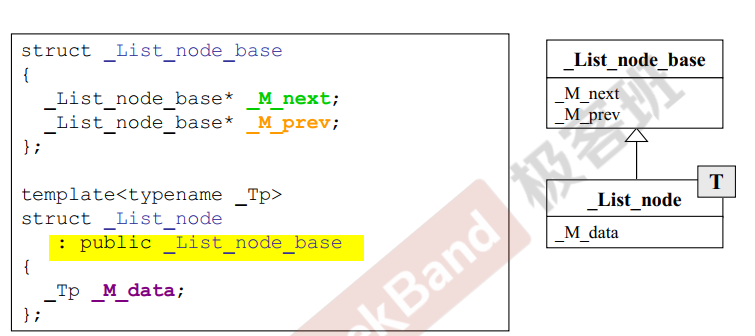 struct _List_node_base
{
  _List_node_base* _M_next;
  _List_node_base* _M_prev;
};
template<typename _Tp>
struct _List_node
  : public _List_node_base
{
  _Tp _M_data;
};
_List_node_base
_M_next
_M_prev
T
_List_node
_M_data
极客班
ekBand